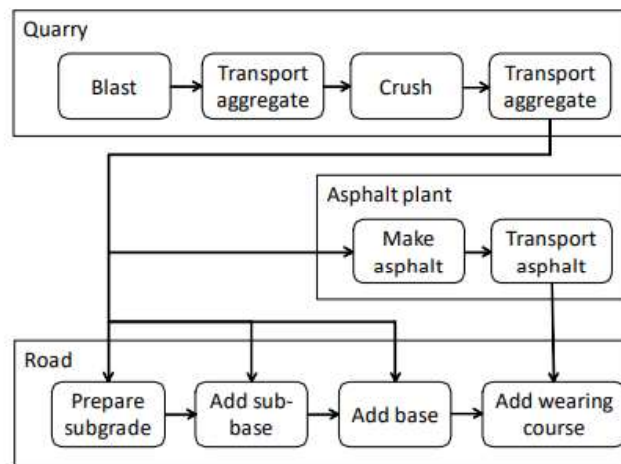 Quarry
Blast
Transport
aggregate
Crush
Transport
aggregate
Asphalt plant
Make
asphalt
Transport
asphalt
Road
Prepare
subgrade
Add sub-
base
Add base
Add wearing
course